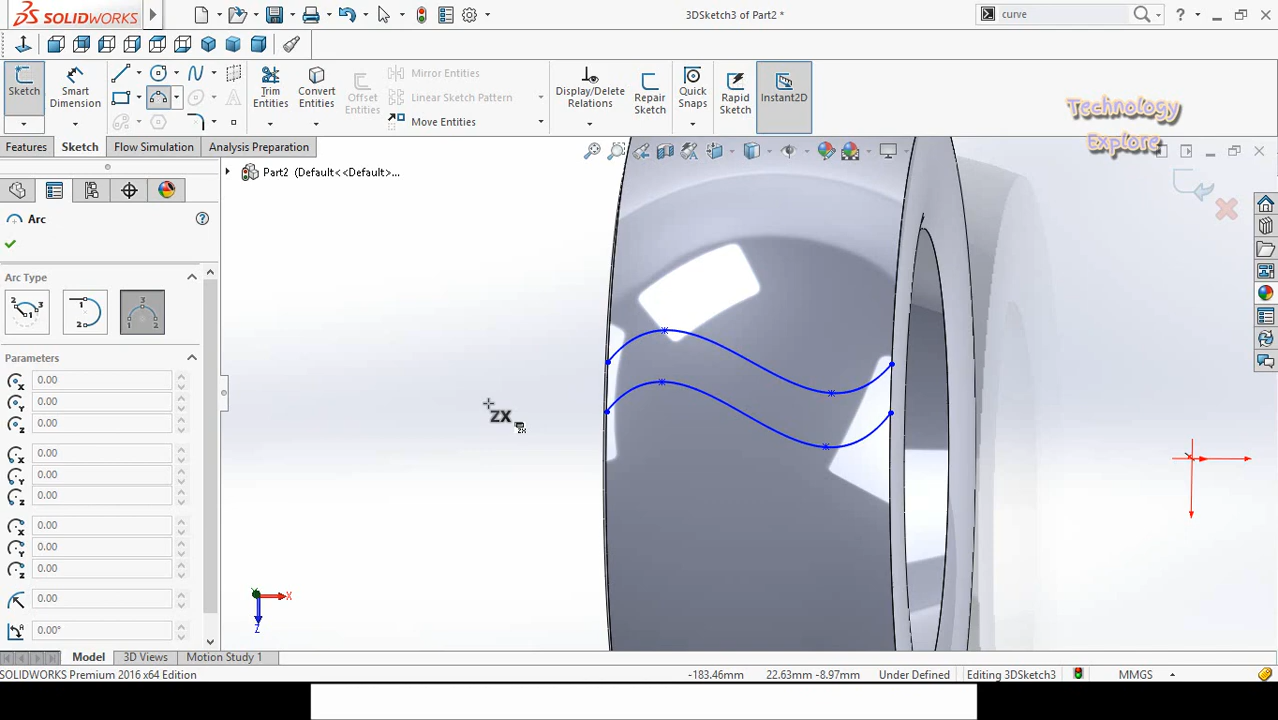 SOLIDWORKS
3DSketch3 of Part2 *
curve
Sketch
Smart Dimension
Trim Entities
Convert Entities
Offset Entities
Mirror Entities
Linear Sketch Pattern
Move Entities
Display/Delete Relations
Repair Sketch
Quick Snaps
Rapid Sketch
Instant2D
Technology
Explore
Features
Sketch
Flow Simulation
Analysis Preparation
Part2 (Default<<Default>...
Arc
Arc Type
Parameters
0.00
0.00
0.00
0.00
0.00
0.00
0.00
0.00
0.00
0.00
0.00°
ZX
X
Z
Model
3D Views
Motion Study 1
SOLIDWORKS Premium 2016 x64 Edition
-183.46mm
22.63mm -8.97mm
Under Defined
Editing 3DSketch3
MMGS